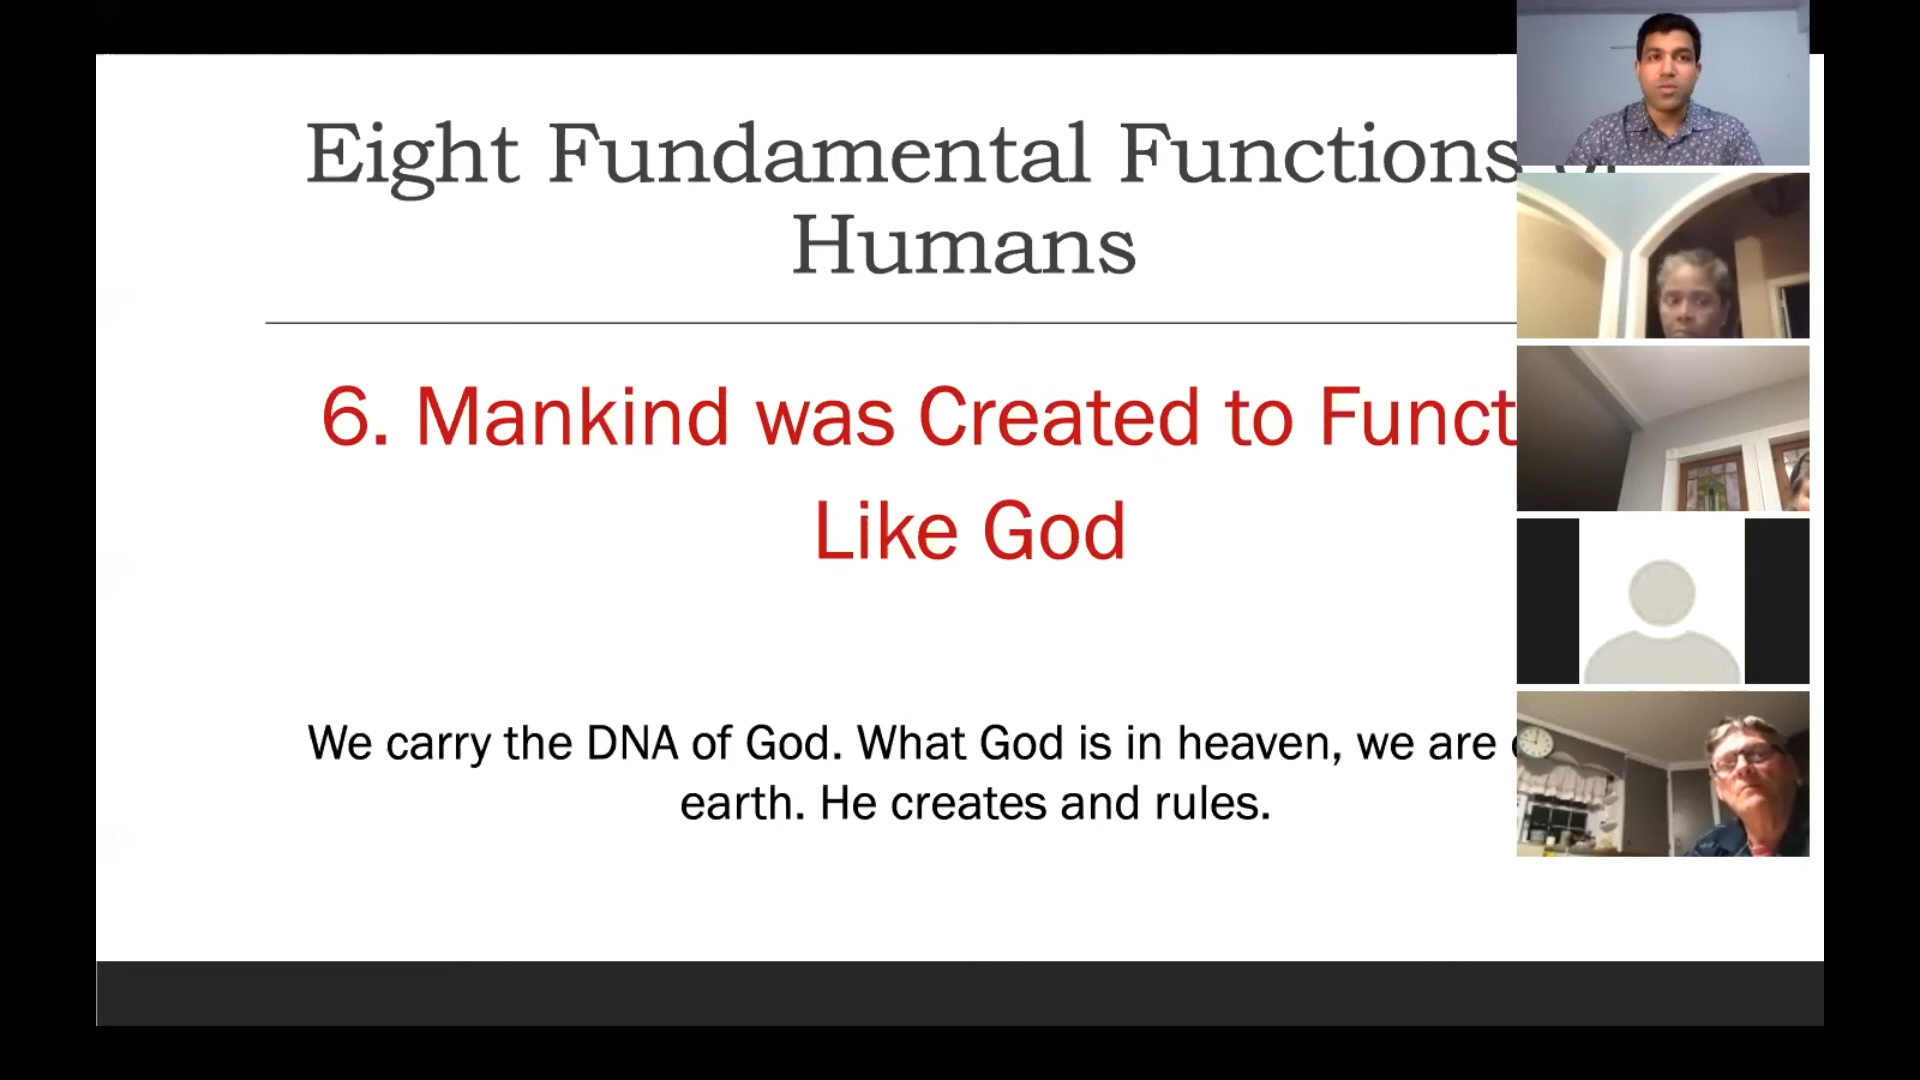 Eight Fundamental Functions
Humans
6. Mankind was Created to Funct
Like God
We carry the DNA of God. What God is in heaven, we are
earth. He creates and rules.